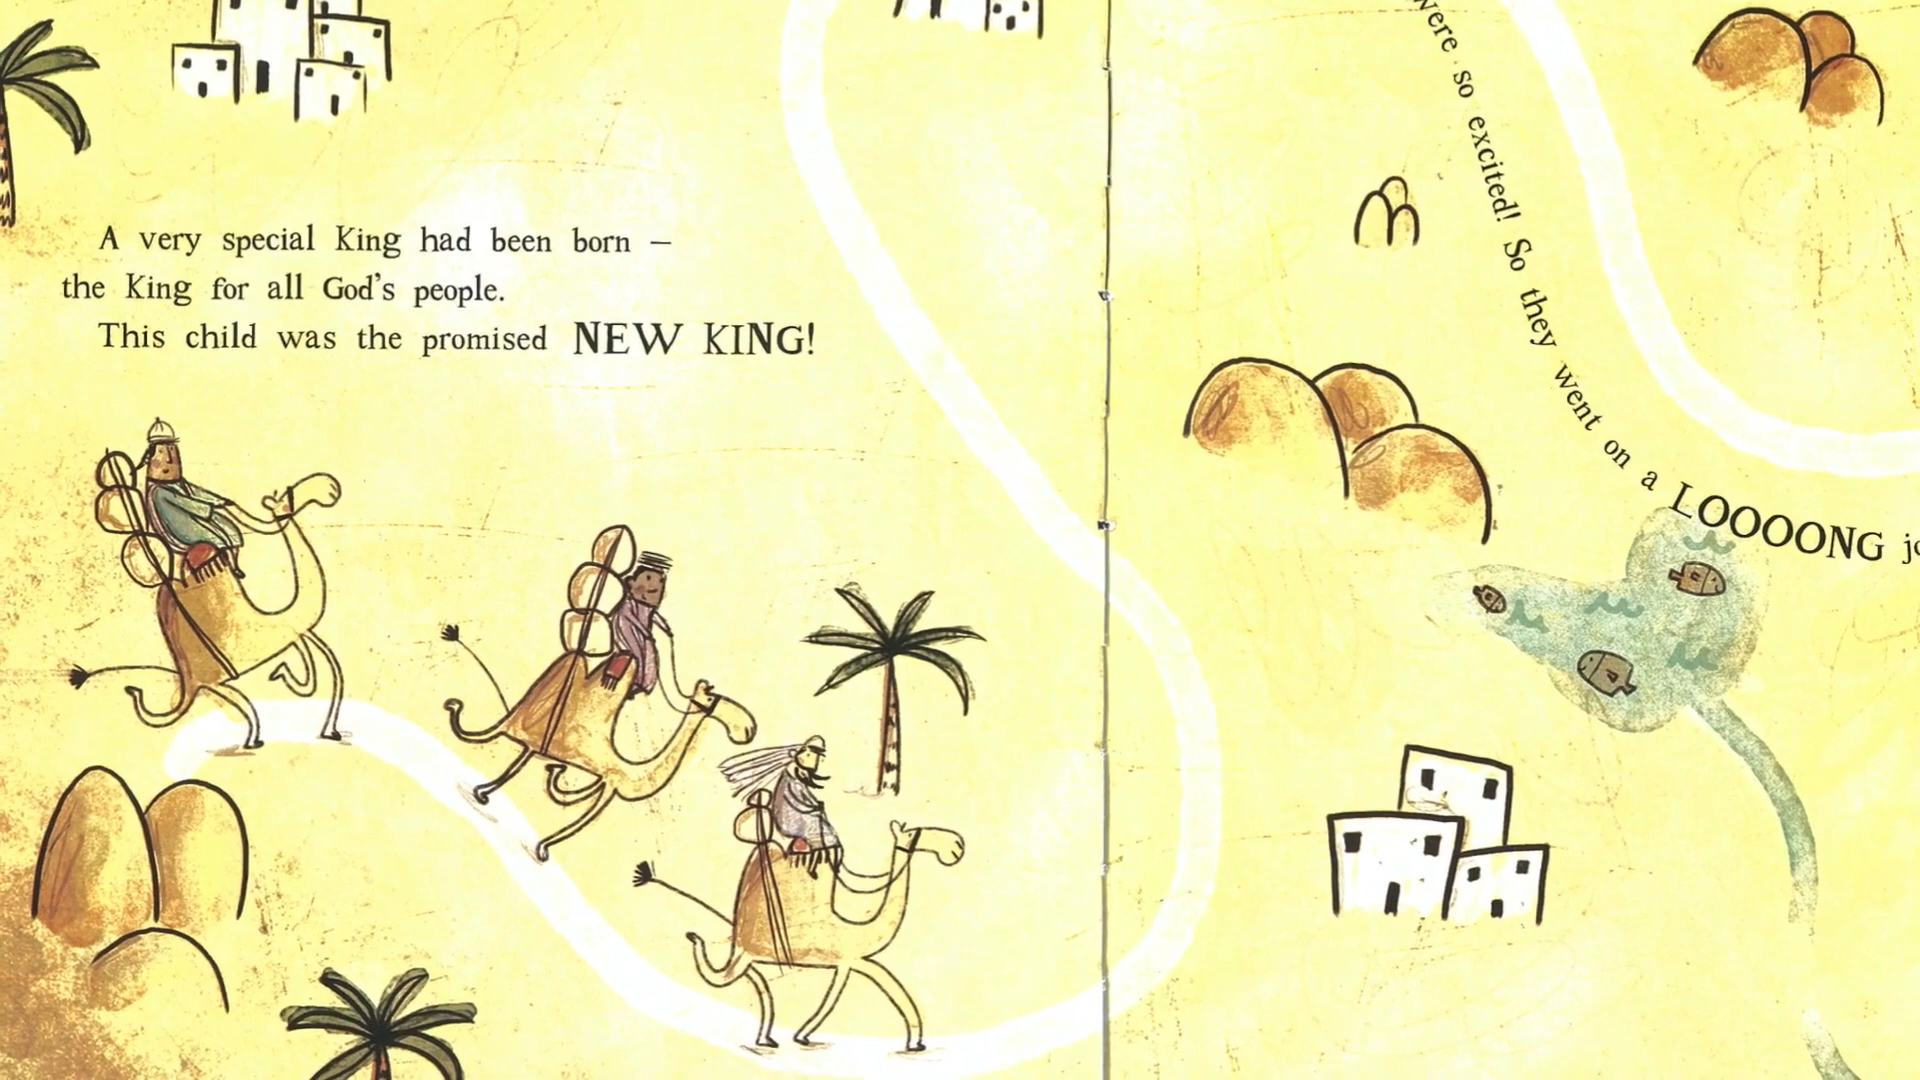 A very special King had been born –
the King for all God's people.
This child was the promised NEW KING!
were so excited! So they went on a LOOOONG